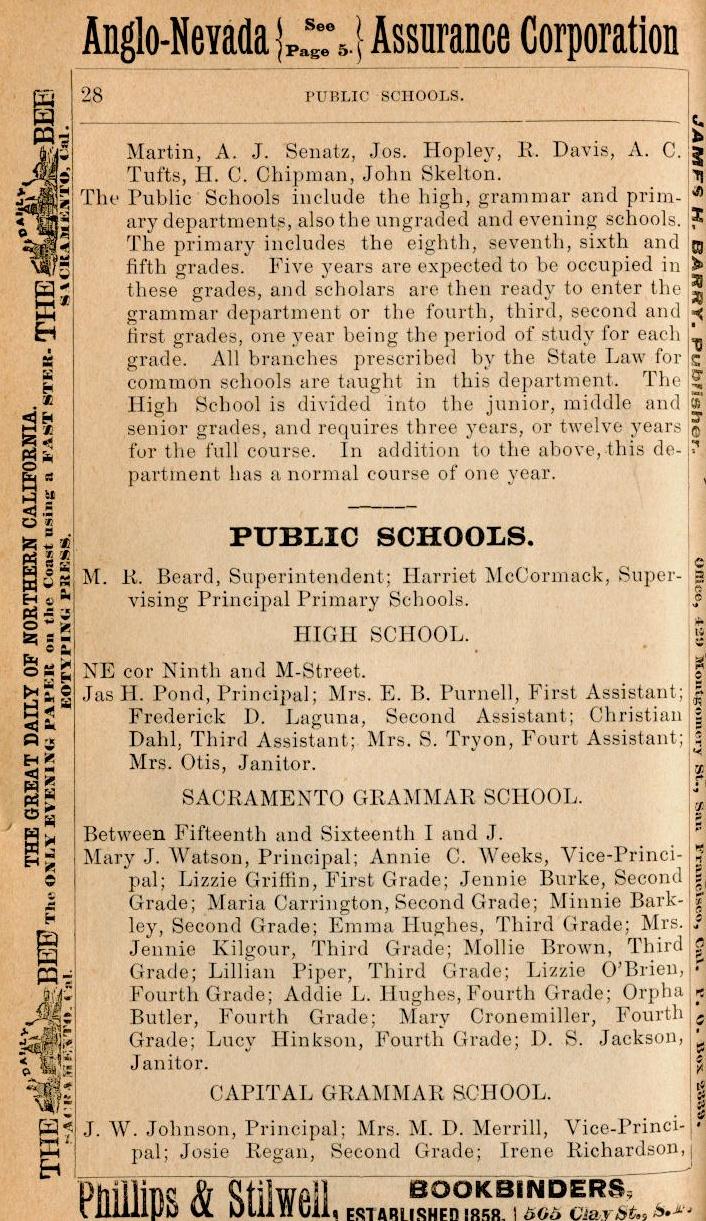 Anglo-Nevada { See Page 5. } Assurance Corporation
28 PUBLIC SCHOOLS.
Martin, A. J. Senatz, Jos. Hopley, R. Davis, A. C.
Tufts, H. C. Chipman, John Skelton.
The Public Schools include the high, grammar and prim-
ary departments, also the ungraded and evening schools.
The primary includes the eighth, seventh, sixth and
fifth grades. Five years are expected to be occupied in
these grades, and scholars are then ready to enter the
grammar department or the fourth, third, second and
first grades, one year being the period of study for each
grade. All branches prescribed by the State Law for
common schools are taught in this department. The
High School is divided into the junior, middle and
senior grades, and requires three years, or twelve years
for the full course. In addition to the above, this de-
partment has a normal course of one year.
PUBLIC SCHOOLS.
M. R. Beard, Superintendent; Harriet McCormack, Super-
vising Principal Primary Schools.
HIGH SCHOOL.
NE cor Ninth and M-Street.
Jas H. Pond, Principal; Mrs. E. B. Purnell, First Assistant;
Frederick D. Laguna, Second Assistant; Christian
Dahl, Third Assistant; Mrs. S. Tryon, Fourt Assistant;
Mrs. Otis, Janitor.
SACRAMENTO GRAMMAR SCHOOL.
Between Fifteenth and Sixteenth I and J.
Mary J. Watson, Principal; Annie C. Weeks, Vice-Princi-
pal; Lizzie Griffin, First Grade; Jennie Burke, Second
Grade; Maria Carrington, Second Grade; Minnie Bark-
ley, Second Grade; Emma Hughes, Third Grade; Mrs.
Jennie Kilgour, Third Grade; Mollie Brown, Third
Grade; Lillian Piper, Third Grade; Lizzie O'Brien,
Fourth Grade; Addie L. Hughes, Fourth Grade; Orpha
Butler, Fourth Grade; Mary Cronemiller, Fourth
Grade; Lucy Hinkson, Fourth Grade; D. S. Jackson,
Janitor.
CAPITAL GRAMMAR SCHOOL.
J. W. Johnson, Principal; Mrs. M. D. Merrill, Vice-Princi-
pal; Josie Regan, Second Grade; Irene Richardson,
THE DAILY BEE
SACRAMENTO, Cal.
THE GREAT DAILY OF NORTHERN CALIFORNIA.
The ONLY EVENING PAPER on the Coast using a FAST STER-
EOTYPING PRESS.
THE DAILY BEE
SACRAMENTO, Cal.
JAMES H. BARRY, Publisher.
Office, 429 Montgomery St., San Francisco, Cal. P. O. Box 2339.
Phillips & Stilwell, BOOKBINDERS,
ESTABLISHED 1858. | 505 Clay St., S.